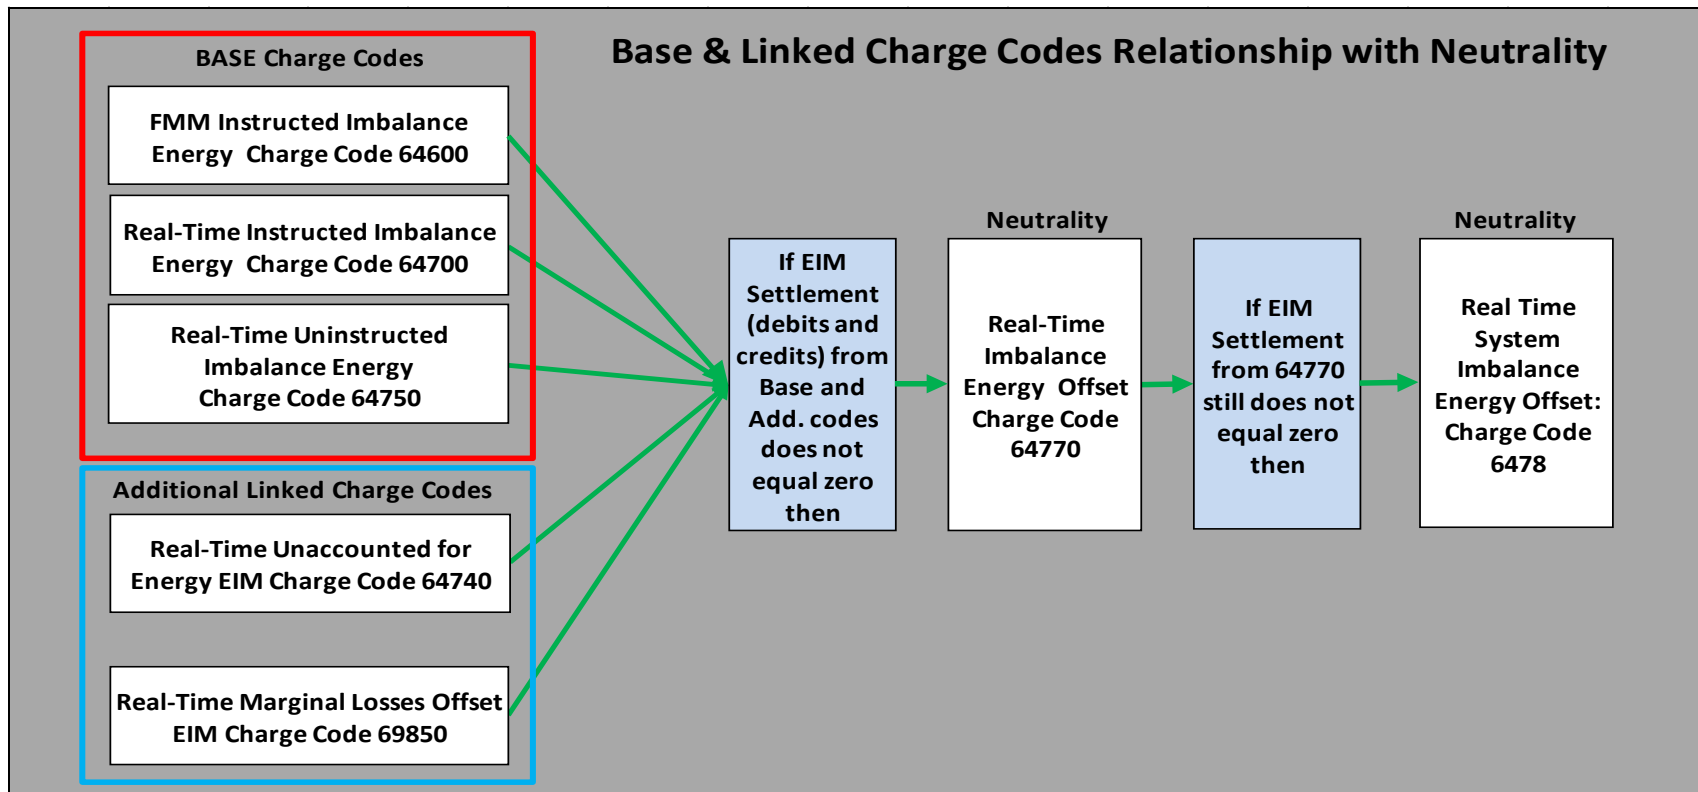 Base & Linked Charge Codes Relationship with Neutrality
BASE Charge Codes
FMM Instructed Imbalance
Energy Charge Code 64600
Real-Time Instructed Imbalance
Energy Charge Code 64700
Real-Time Uninstructed
Imbalance Energy
Charge Code 64750
Additional Linked Charge Codes
Real-Time Unaccounted for
Energy EIM Charge Code 64740
Real-Time Marginal Losses Offset
EIM Charge Code 69850
If EIM
Settlement
(debits and
credits) from
Base and
Add. codes
does not
equal zero
then
Neutrality
Real-Time
Imbalance
Energy Offset
Charge Code
64770
If EIM
Settlement
from 64770
still does not
equal zero
then
Neutrality
Real Time
System
Imbalance
Energy Offset:
Charge Code
6478